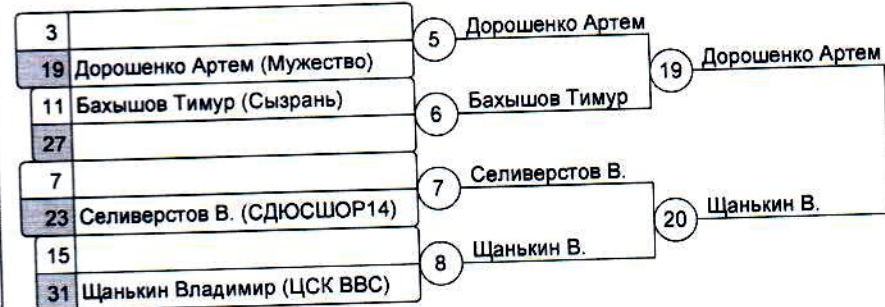 3
5 Дорошенко Артем
19 Дорошенко Артем (Мужество)
19 Дорошенко Артем
11 Бахышов Тимур (Сызрань)
6 Бахышов Тимур
27
7
7 Селиверстов В.
23 Селиверстов В. (СДЮСШОР14)
20 Щанькин В.
15
8 Щанькин В.
31 Щанькин Владимир (ЦСК ВВС)